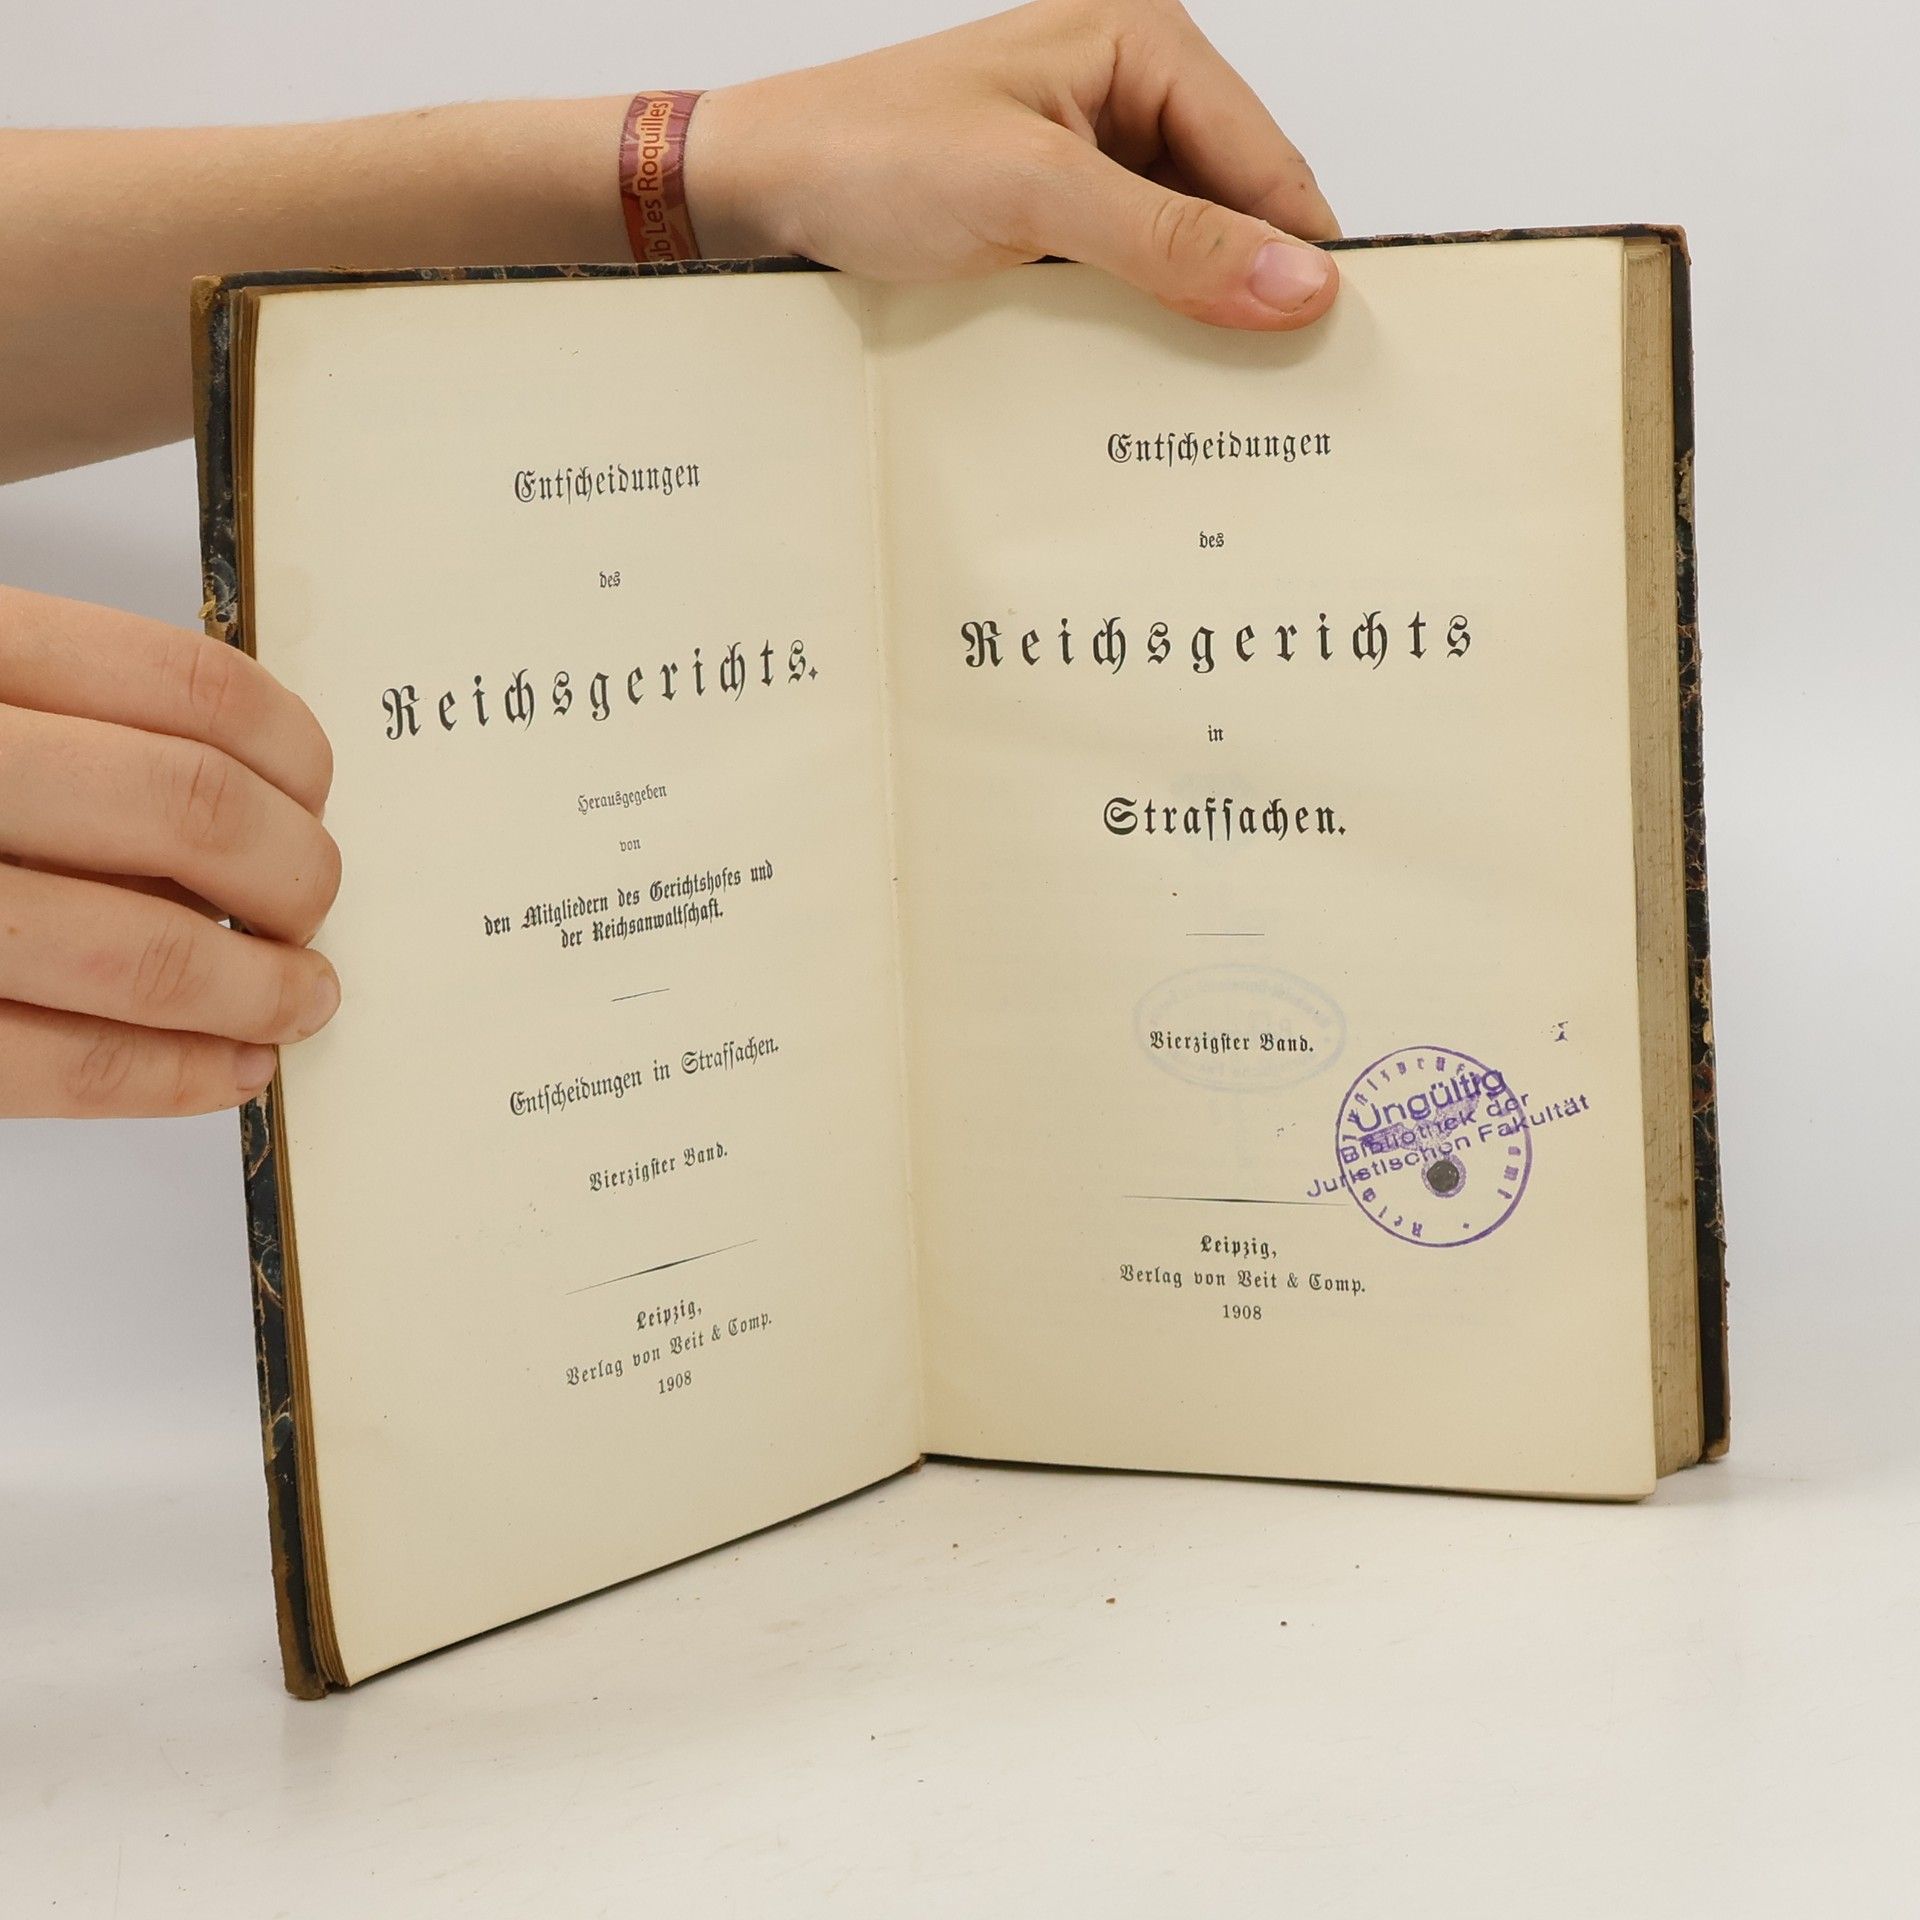 ub Les Roquilles
Entscheidungen
des
Reichsgerichts.
Herausgegeben
von
den Mitgliedern des Gerichtshofes und
der Reichsanwaltschaft.
Entscheidungen in Strafsachen.
Vierzigster Band.
Leipzig,
Verlag von Veit & Comp.
1908
Entscheidungen
des
Reichsgerichts
in
Strafsachen.
Vierzigster Band.
Ungültig
Bibliothek der
Juristischen Fakultät
Leipzig,
Verlag von Veit & Comp.
1908